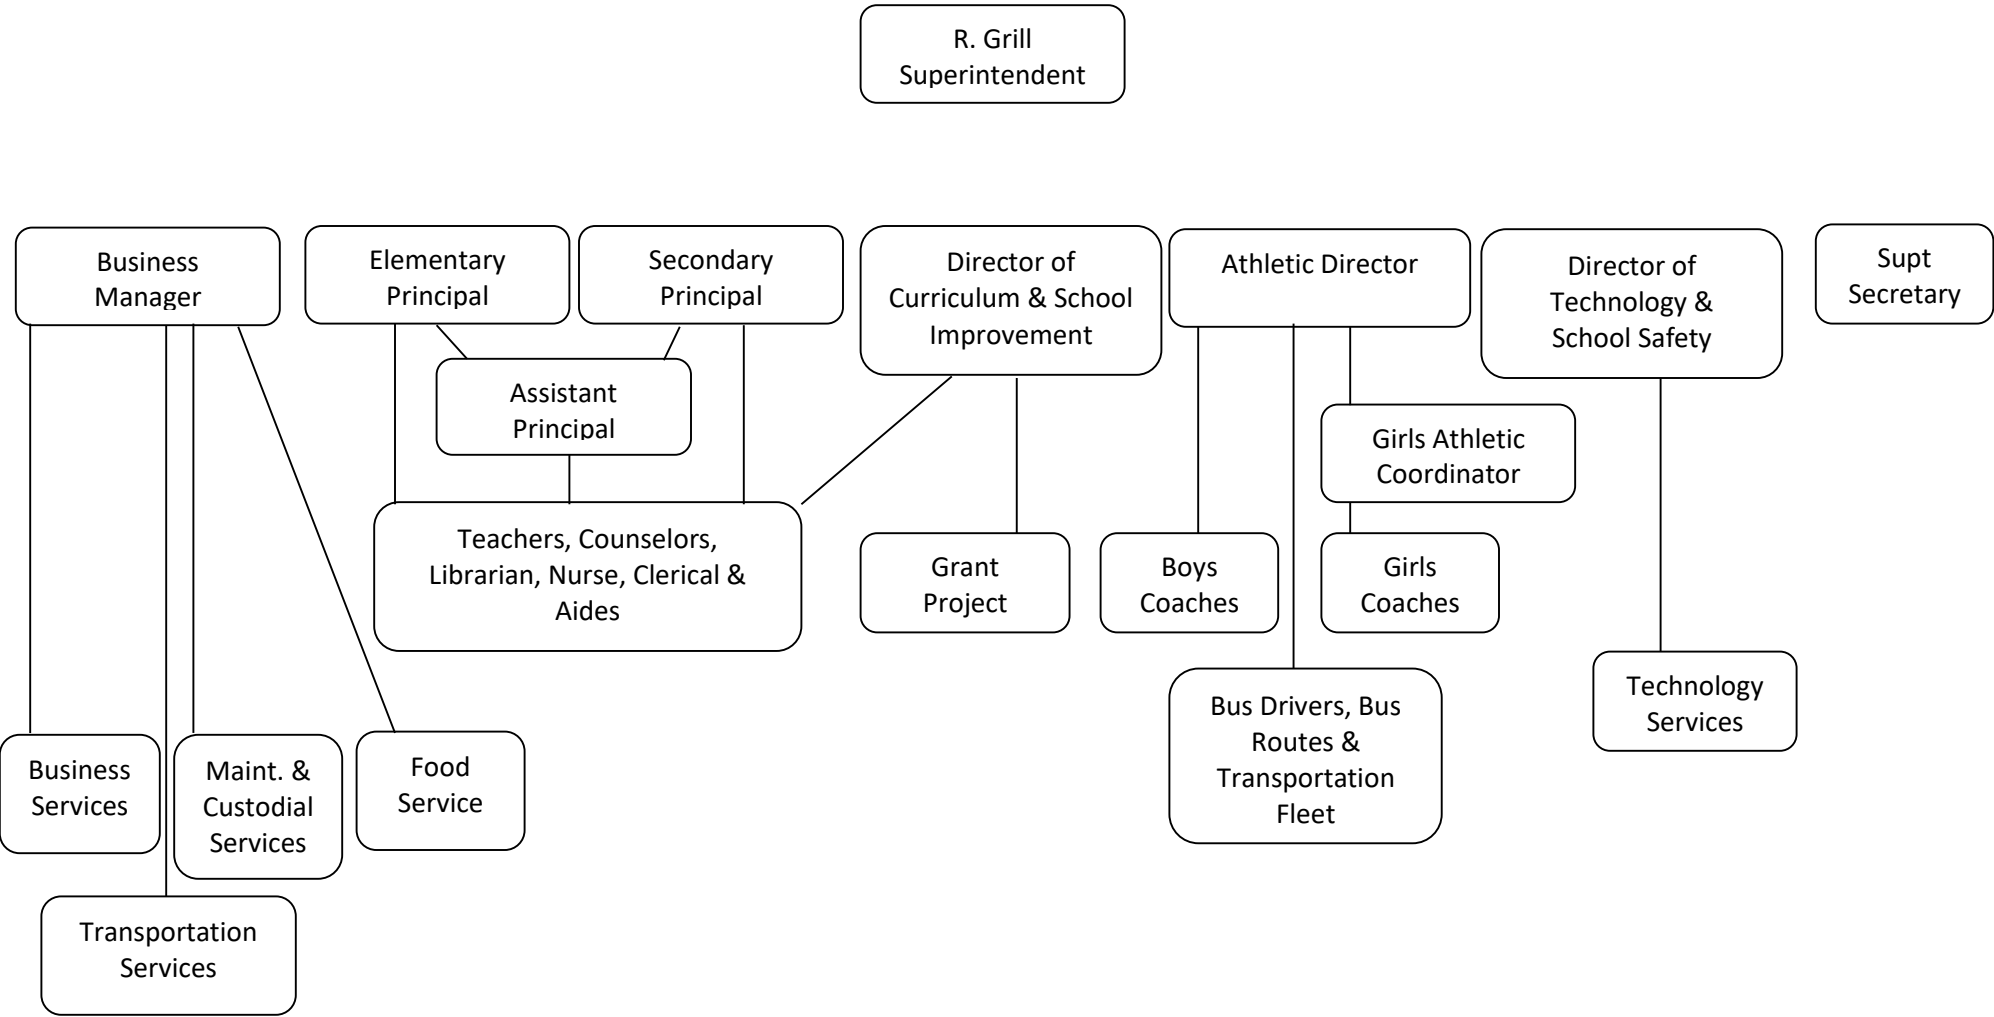 R. Grill
Superintendent
Business
Manager
Elementary
Principal
Secondary
Principal
Director of
Curriculum & School
Improvement
Athletic Director
Director of
Technology &
School Safety
Supt
Secretary
Assistant
Principal
Girls Athletic
Coordinator
Teachers, Counselors,
Librarian, Nurse, Clerical &
Aides
Grant
Project
Boys
Coaches
Girls
Coaches
Bus Drivers, Bus
Routes &
Transportation
Fleet
Technology
Services
Business
Services
Maint. &
Custodial
Services
Food
Service
Transportation
Services